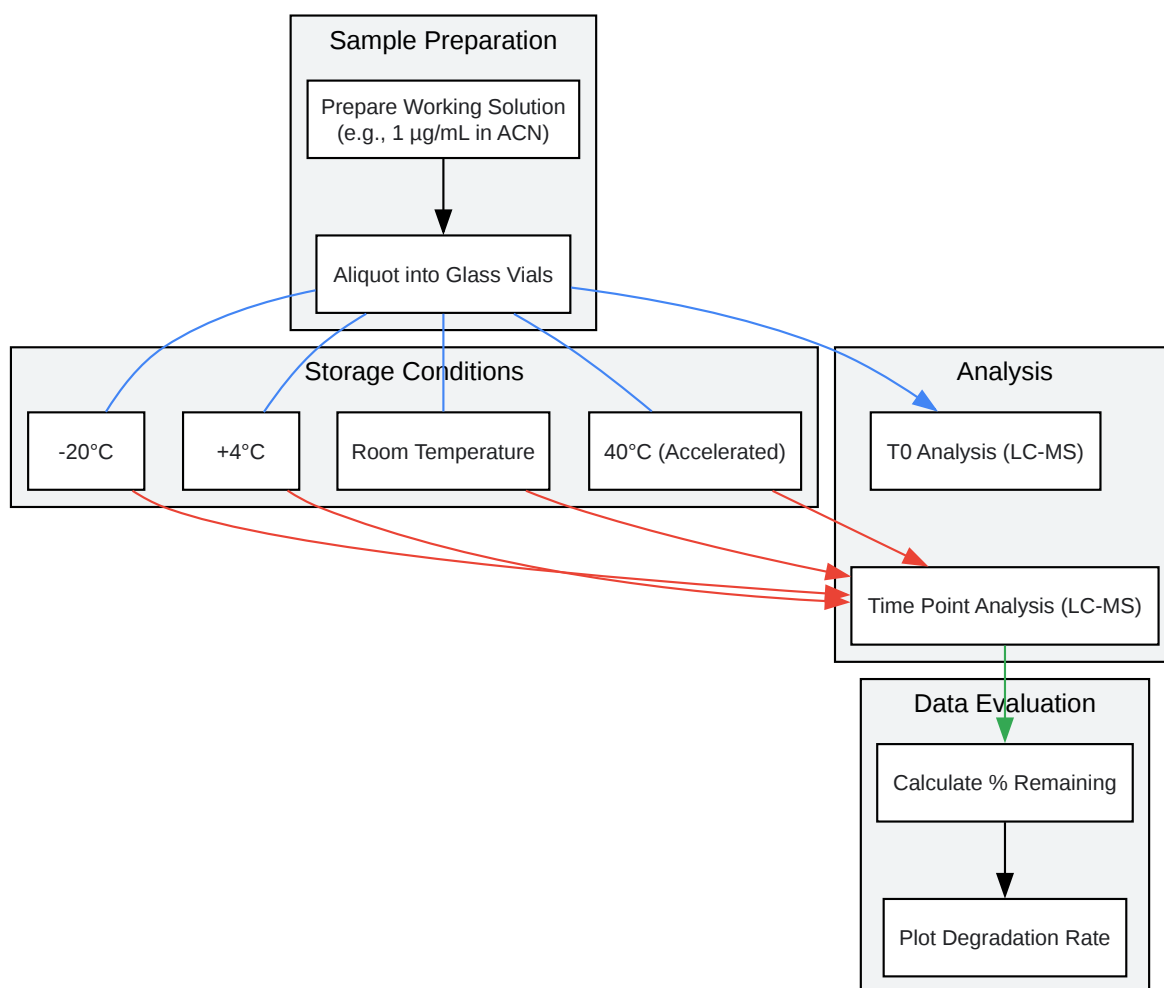 Sample Preparation
Prepare Working Solution
(e.g., 1 µg/mL in ACN)
Aliquot into Glass Vials
Storage Conditions
Analysis
-20°C
+4°C
Room Temperature
40°C (Accelerated)
T0 Analysis (LC-MS)
Time Point Analysis (LC-MS)
Data Evaluation
Calculate % Remaining
Plot Degradation Rate